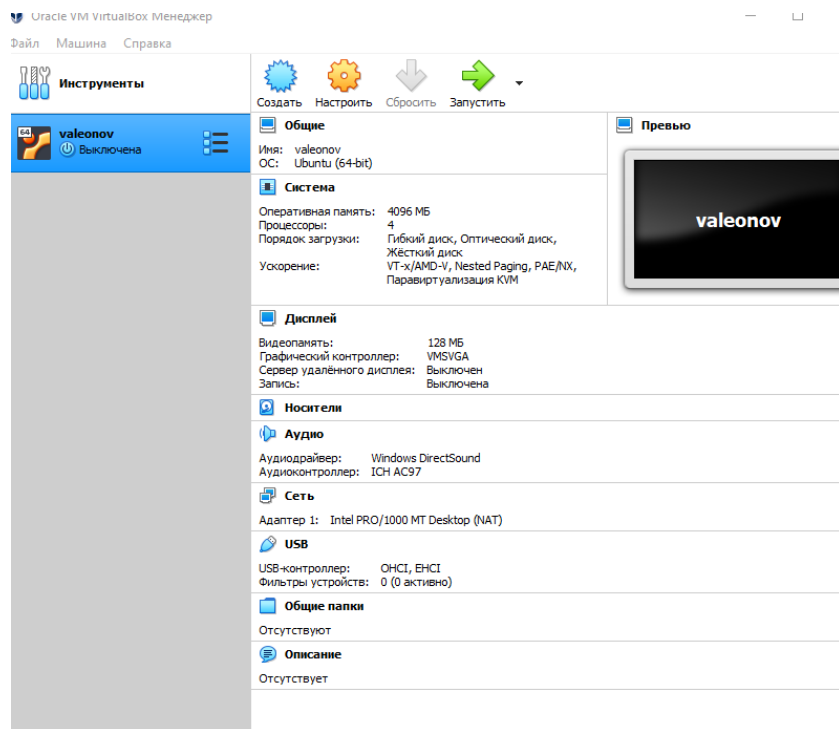 Oracle VM VirtualBox Менеджер
Файл Машина Справка
Инструменты
Создать Настроить Сбросить Запустить
64 valeonov
Выключена
Общие
Имя: valeonov
ОС: Ubuntu (64-bit)
Превью
valeonov
Система
Оперативная память: 4096 МБ
Процессоры: 4
Порядок загрузки: Гибкий диск, Оптический диск,
Жёсткий диск
Ускорение: VT-x/AMD-V, Nested Paging, PAE/NX,
Паравиртуализация KVM
Дисплей
Видеопамять: 128 МБ
Графический контроллер: VMSVGA
Сервер удалённого дисплея: Выключен
Запись: Выключена
Носители
Аудио
Аудиодрайвер: Windows DirectSound
Аудиоконтроллер: ICH AC97
Сеть
Адаптер 1: Intel PRO/1000 MT Desktop (NAT)
USB
USB-контроллер: OHCI, EHCI
Фильтры устройств: 0 (0 активно)
Общие папки
Отсутствуют
Описание
Отсутствует